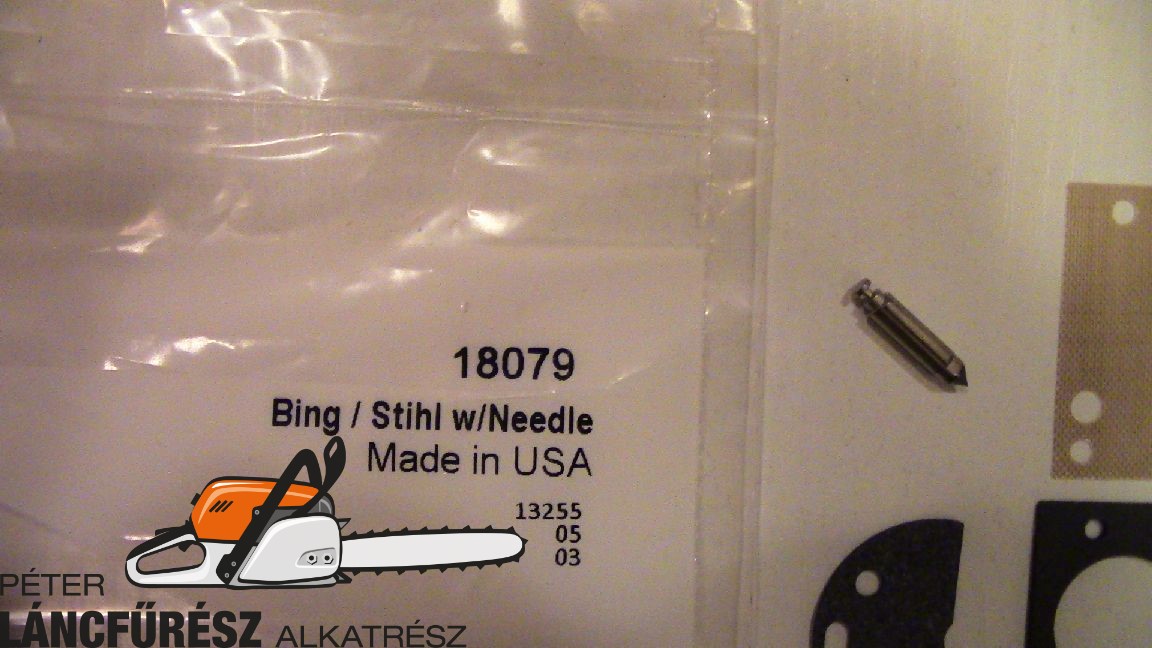 18079
Bing / Stihl w/Needle
Made in USA
13255
05
03
PÉTER
LÁNCFŰRÉSZ ALKATRÉSZ